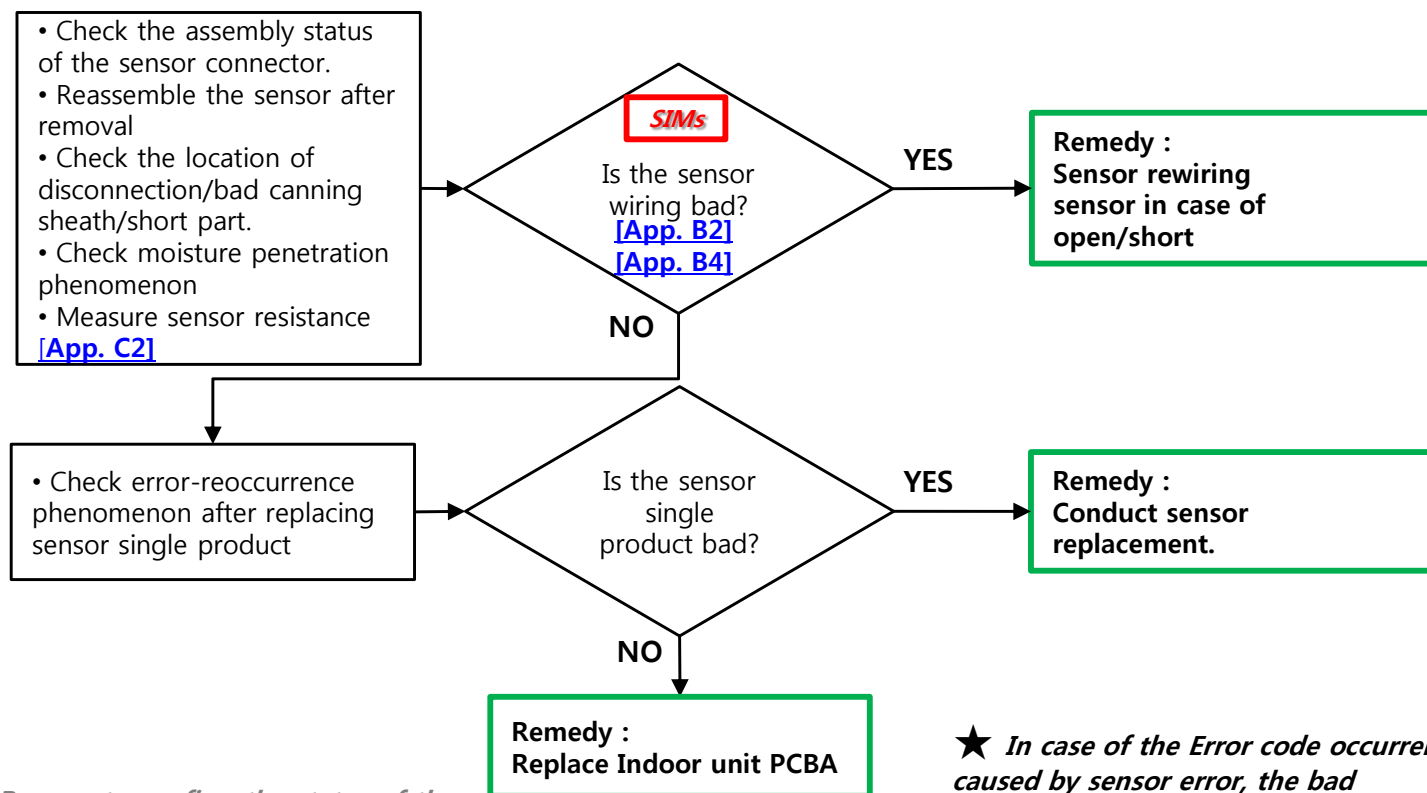 • Check the assembly status
of the sensor connector.
• Reassemble the sensor after
removal
• Check the location of
disconnection/bad canning
sheath/short part.
• Check moisture penetration
phenomenon
• Measure sensor resistance
[App. C2]
SIMs
Is the sensor
wiring bad?
[App. B2]
[App. B4]
YES
Remedy :
Sensor rewiring
sensor in case of
open/short
NO
• Check error-reoccurrence
phenomenon after replacing
sensor single product
Is the sensor
single
product bad?
YES
Remedy :
Conduct sensor
replacement.
NO
Remedy :
Replace Indoor unit PCBA
★ In case of the Error code
caused by sensor error, the bad